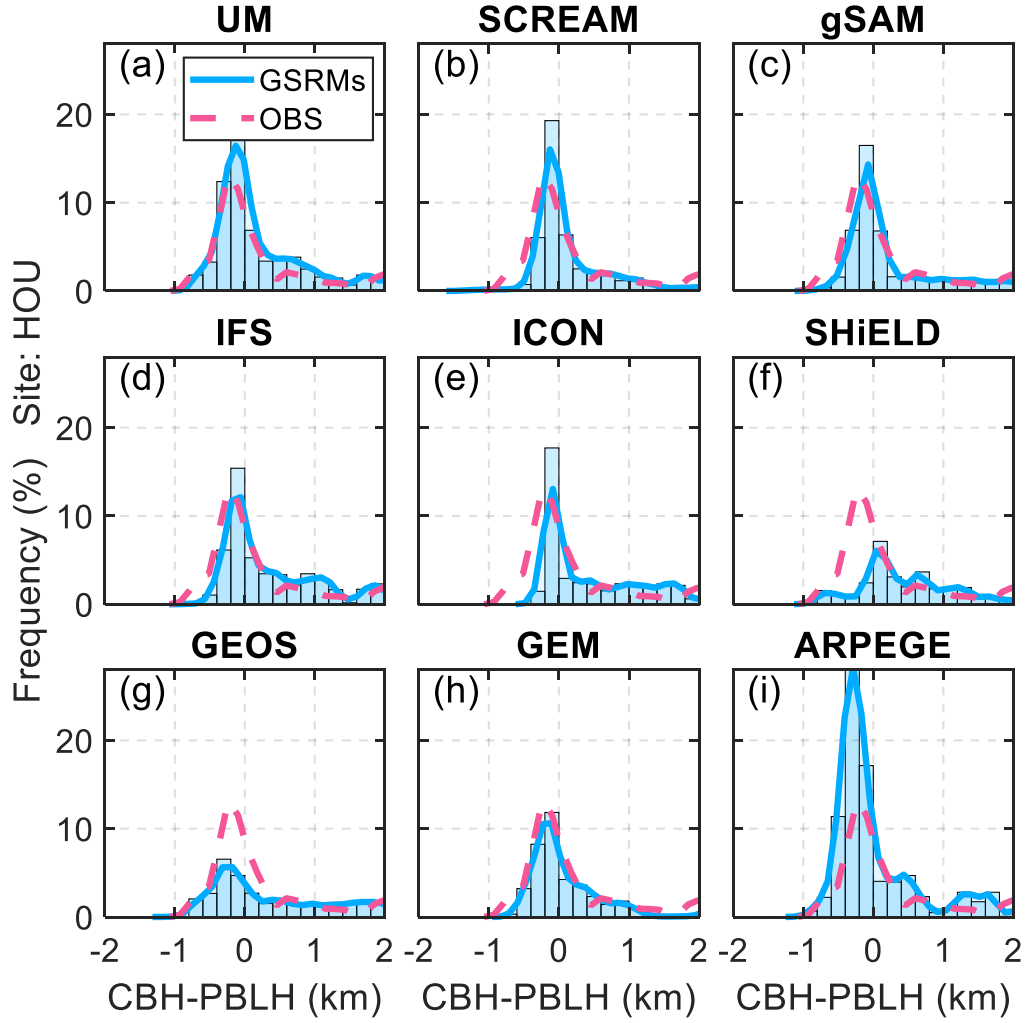 UM SCREAM gSAM
(a) (b) (c)
GSRMs
OBS
20
10
0
IFS ICON SHiELD
(d) (e) (f)
20
10
0
GEOS GEM ARPEGE
(g) (h) (i)
20
10
0
-2 -1 0 1 2 -1 0 1 2 -1 0 1 2
CBH-PBLH (km) CBH-PBLH (km) CBH-PBLH (km)
Frequency (%) Site: HOU